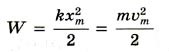 W = kx_m^2/2 = mv_m^2/2